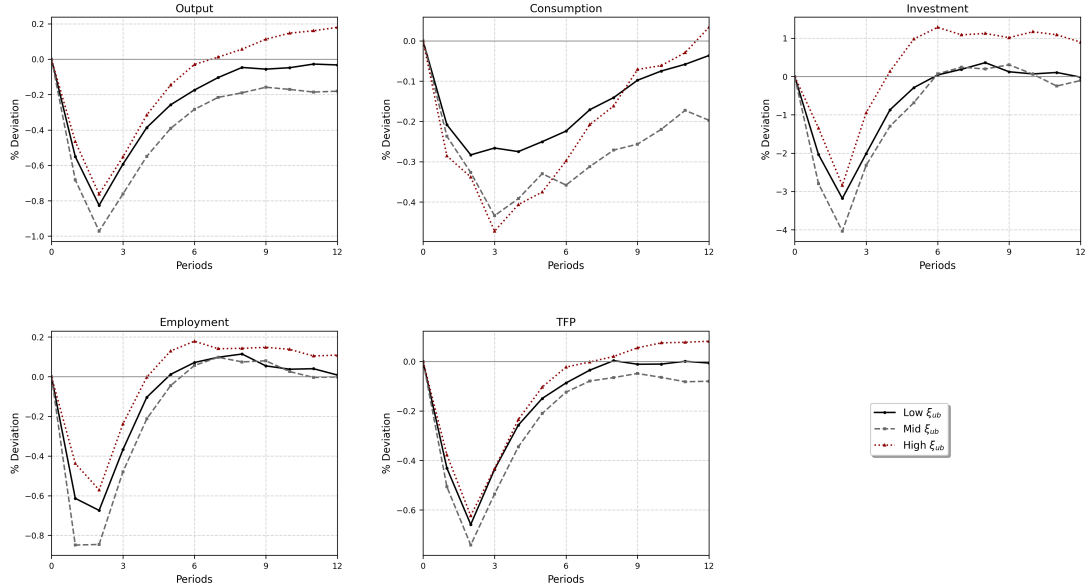 Output
% Deviation
0.2
0.0
−0.2
−0.4
−0.6
−0.8
−1.0
0 3 6 9 12
Periods
Consumption
% Deviation
0.0
−0.1
−0.2
−0.3
−0.4
0 3 6 9 12
Periods
Investment
% Deviation
1
0
−1
−2
−3
−4
0 3 6 9 12
Periods
Employment
% Deviation
0.2
0.0
−0.2
−0.4
−0.6
−0.8
0 3 6 9 12
Periods
TFP
% Deviation
0.0
−0.2
−0.4
−0.6
0 3 6 9 12
Periods
Low ξub
Mid ξub
High ξub